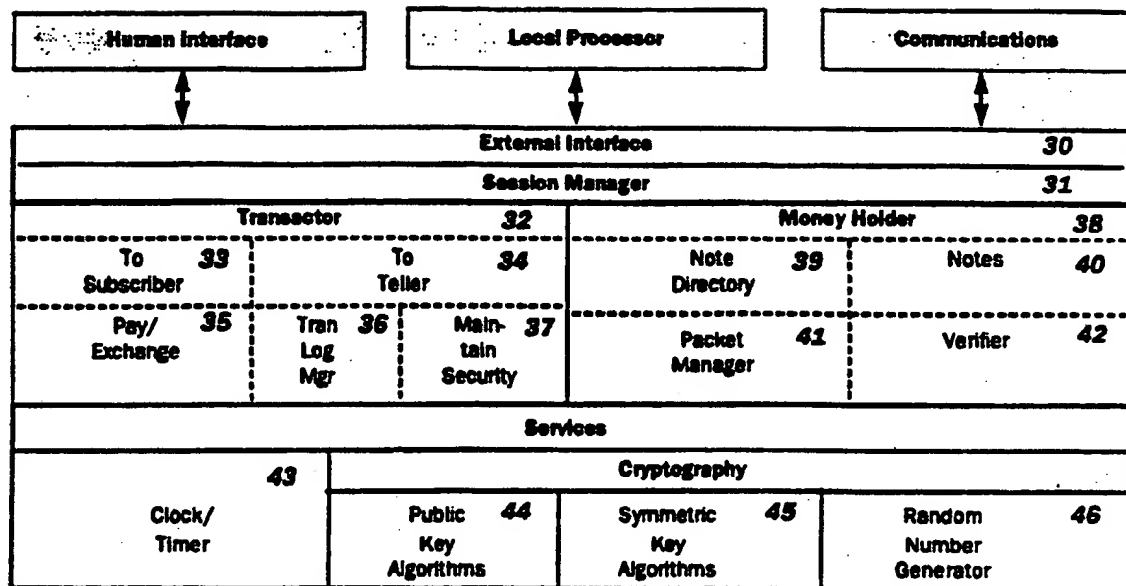 Human Interface
Local Processor
Communications
External Interface 30
Session Manager 31
Transactor 32
Money Holder 38
To 33
Subscriber
To 34
Teller
Note 39
Directory
Notes 40
Pay/ 35
Exchange
Tran 36
Log
Mgr
Main- 37
tain
Security
Packet 41
Manager
Verifier 42
Services
43
Clock/
Timer
Cryptography
Public 44
Key
Algorithms
Symmetric 45
Key
Algorithms
Random 46
Number
Generator